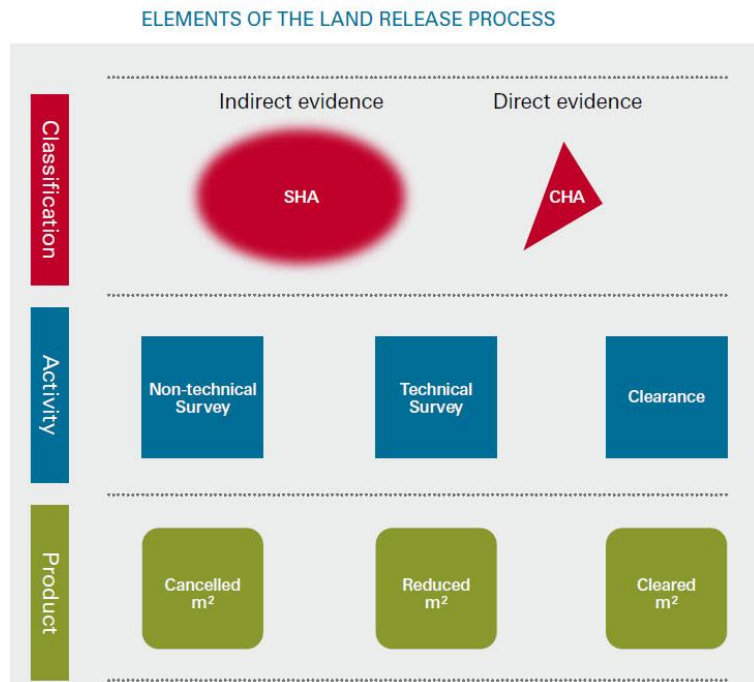 ELEMENTS OF THE LAND RELEASE PROCESS
Classification
Indirect evidence
Direct evidence
SHA
CHA
Activity
Non-technical
Survey
Technical
Survey
Clearance
Product
Cancelled
m²
Reduced
m²
Cleared
m²